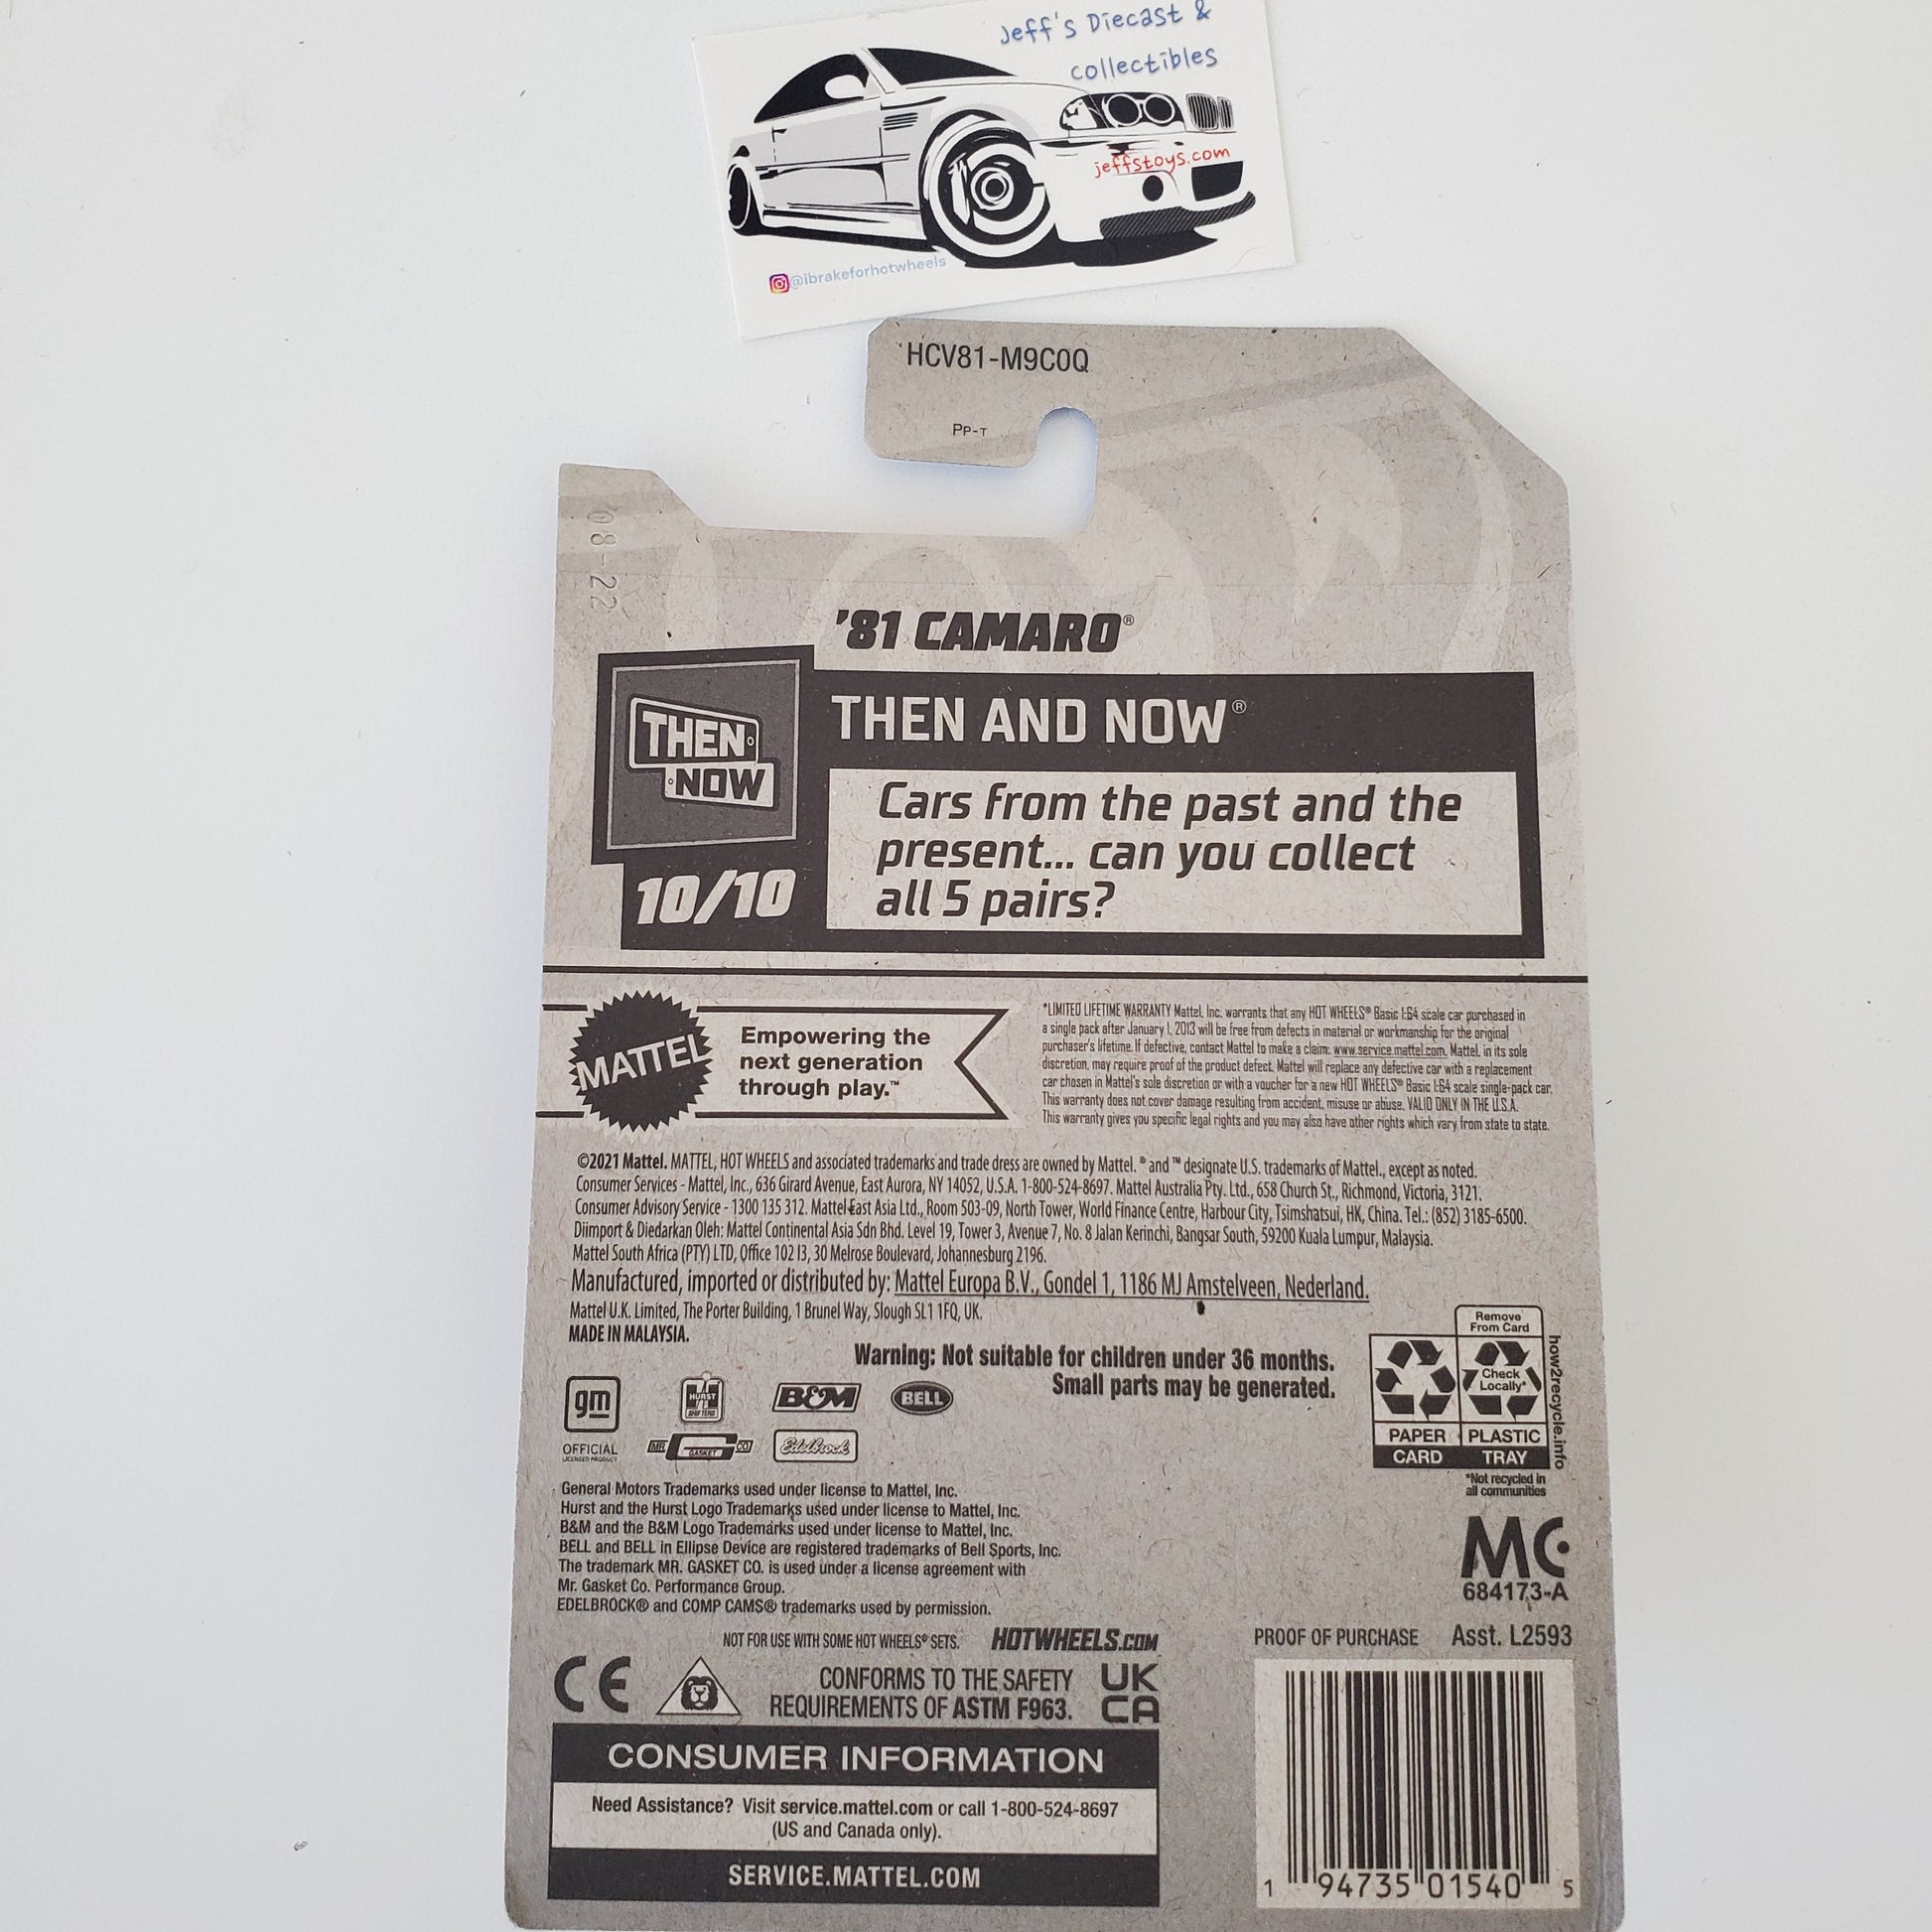 Jeff's Diecast &
collectibles
jeffstoys.com
@ibrakeforhotwheels
HCV81-M9C0Q
PP-T
08-22
'81 CAMARO®
THEN AND NOW®
THEN
NOW
Cars from the past and the
present... can you collect
all 5 pairs?
10/10
MATTEL
Empowering the
next generation
through play.™
*LIMITED LIFETIME WARRANTY Mattel, Inc. warrants that any HOT WHEELS® Basic 1:64 scale car purchased in
a single pack after January 1, 2013 will be free from defects in material or workmanship for the original
purchaser's lifetime. If defective, contact Mattel to make a claim: www.service.mattel.com. Mattel, in its sole
discretion, may require proof of the product defect. Mattel will replace any defective car with a replacement
car chosen in Mattel's sole discretion or with a voucher for a new HOT WHEELS® Basic 1:64 scale single-pack car.
This warranty does not cover damage resulting from accident, misuse or abuse. VALID ONLY IN THE U.S.A.
This warranty gives you specific legal rights and you may also have other rights which vary from state to state.
©2021 Mattel. MATTEL, HOT WHEELS and associated trademarks and trade dress are owned by Mattel. ® and ™ designate U.S. trademarks of Mattel., except as noted.
Consumer Services - Mattel, Inc., 636 Girard Avenue, East Aurora, NY 14052, U.S.A. 1-800-524-8697. Mattel Australia Pty. Ltd., 658 Church St., Richmond, Victoria, 3121.
Consumer Advisory Service - 1300 135 312. Mattel East Asia Ltd., Room 503-09, North Tower, World Finance Centre, Harbour City, Tsimshatsui, HK, China. Tel.: (852) 3185-6500.
Diimport & Diedarkan Oleh: Mattel Continental Asia Sdn Bhd. Level 19, Tower 3, Avenue 7, No. 8 Jalan Kerinchi, Bangsar South, 59200 Kuala Lumpur, Malaysia.
Mattel South Africa (PTY) LTD, Office 102 I3, 30 Melrose Boulevard, Johannesburg 2196.
Manufactured, imported or distributed by: Mattel Europa B.V., Gondel 1, 1186 MJ Amstelveen, Nederland.
Mattel U.K. Limited, The Porter Building, 1 Brunel Way, Slough SL1 1FQ, UK.
MADE IN MALAYSIA.
Warning: Not suitable for children under 36 months.
Small parts may be generated.
Remove
From Card
Check
Locally*
PAPER
PLASTIC
CARD
TRAY
how2recycle.info
*Not recycled in
all communities
gm
OFFICIAL
LICENSED PRODUCT
HURST
SHIFTERS
B&M
BELL
MR. GASKET CO
Edelbrock
General Motors Trademarks used under license to Mattel, Inc.
Hurst and the Hurst Logo Trademarks used under license to Mattel, Inc.
B&M and the B&M Logo Trademarks used under license to Mattel, Inc.
BELL and BELL in Ellipse Device are registered trademarks of Bell Sports, Inc.
The trademark MR. GASKET CO. is used under a license agreement with
Mr. Gasket Co. Performance Group.
EDELBROCK® and COMP CAMS® trademarks used by permission.
MC
684173-A
NOT FOR USE WITH SOME HOT WHEELS® SETS.
HOTWHEELS.COM
PROOF OF PURCHASE
Asst. L2593
CE
CONFORMS TO THE SAFETY
REQUIREMENTS OF ASTM F963.
UK
CA
CONSUMER INFORMATION
Need Assistance? Visit service.mattel.com or call 1-800-524-8697
(US and Canada only).
SERVICE.MATTEL.COM
1 94735 01540 5